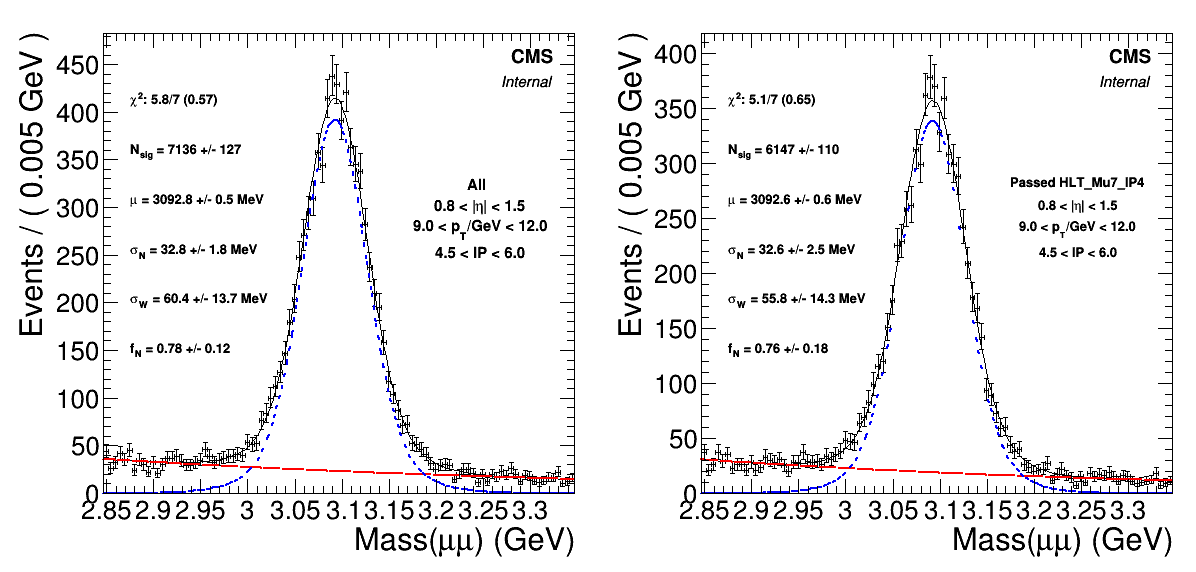 Events / ( 0.005 GeV )
450
400
350
300
250
200
150
100
50
0
CMS
Internal
χ²: 5.8/7 (0.57)
N_sig = 7136 +/- 127
μ = 3092.8 +/- 0.5 MeV
σ_N = 32.8 +/- 1.8 MeV
σ_W = 60.4 +/- 13.7 MeV
f_N = 0.78 +/- 0.12
All
0.8 < |η| < 1.5
9.0 < p_T/GeV < 12.0
4.5 < IP < 6.0
2.85 2.9 2.95 3 3.05 3.1 3.15 3.2 3.25 3.3
Mass(μμ) (GeV)
Events / ( 0.005 GeV )
400
350
300
250
200
150
100
50
0
CMS
Internal
χ²: 5.1/7 (0.65)
N_sig = 6147 +/- 110
μ = 3092.6 +/- 0.6 MeV
σ_N = 32.6 +/- 2.5 MeV
σ_W = 55.8 +/- 14.3 MeV
f_N = 0.76 +/- 0.18
Passed HLT_Mu7_IP4
0.8 < |η| < 1.5
9.0 < p_T/GeV < 12.0
4.5 < IP < 6.0
2.85 2.9 2.95 3 3.05 3.1 3.15 3.2 3.25 3.3
Mass(μμ) (GeV)